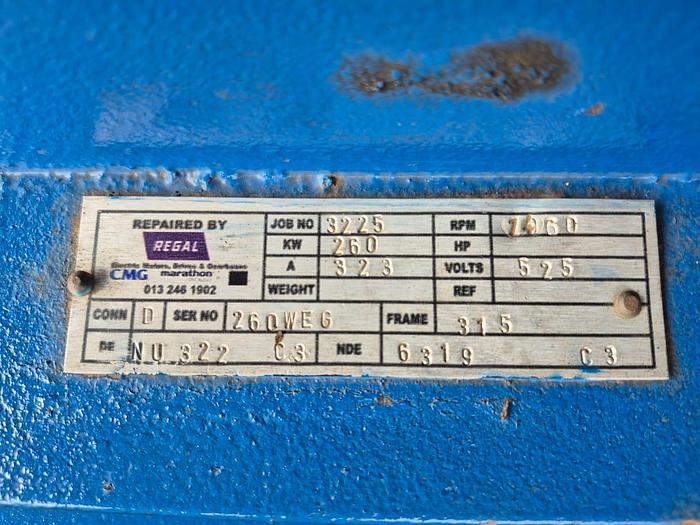 REPAIRED BY
REGAL
Electric Motors, Drives & Gearboxes
CMG marathon
013 246 1902
JOB NO 3225 RPM
KW 260 HP
A 323 VOLTS 525
WEIGHT REF
CONN D SER NO 260WEG FRAME 315
DE NU 322 C3 NDE 6319 C3